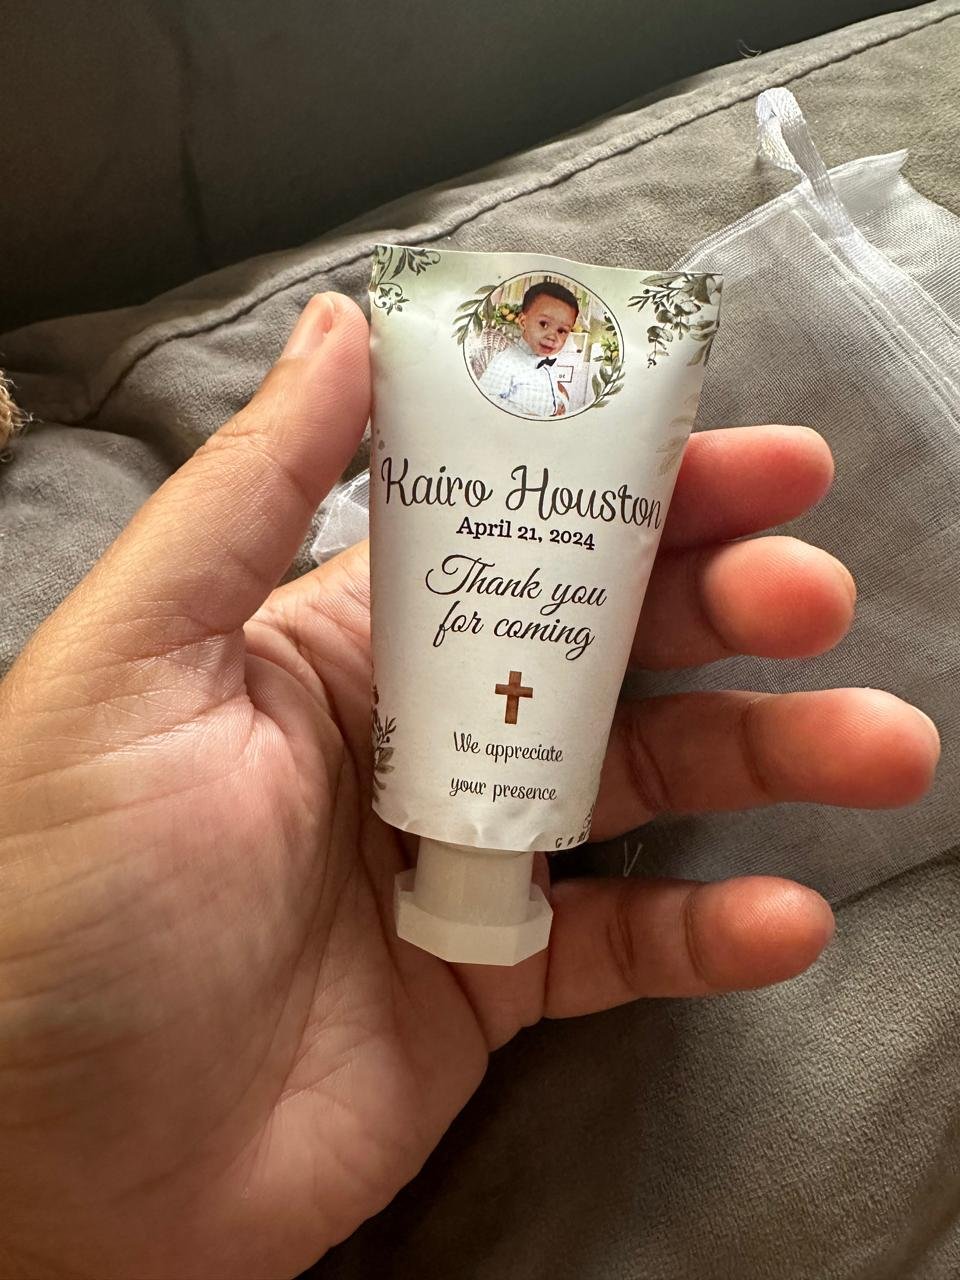 Kairo Houston
April 21, 2024
Thank you
for coming
We appreciate
your presence